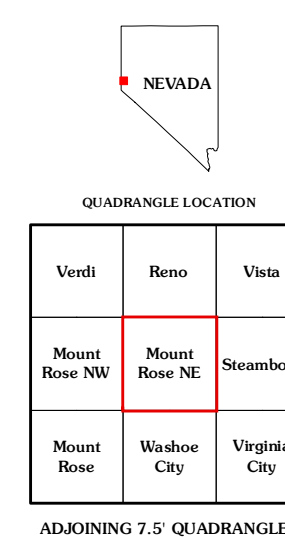 NEVADA
QUADRANGLE LOCATION
Verdi
Reno
Vista
Mount
Rose NW
Mount
Rose NE
Steambo
Mount
Rose
Washoe
City
Virginia
City
ADJOINING 7.5' QUADRANGLE